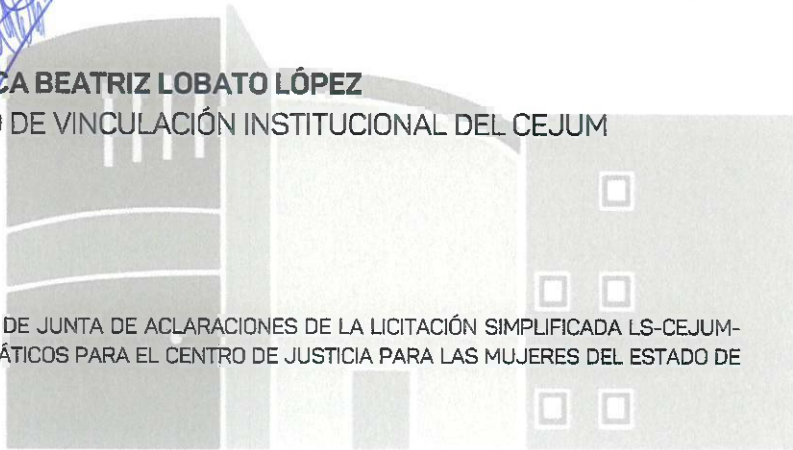 CA BEATRIZ LOBATO LÓPEZ
DE VINCULACIÓN INSTITUCIONAL DEL CEJUM
DE JUNTA DE ACLARACIONES DE LA LICITACIÓN SIMPLIFICADA LS-CEJUM-
ÁTICOS PARA EL CENTRO DE JUSTICIA PARA LAS MUJERES DEL ESTADO DE